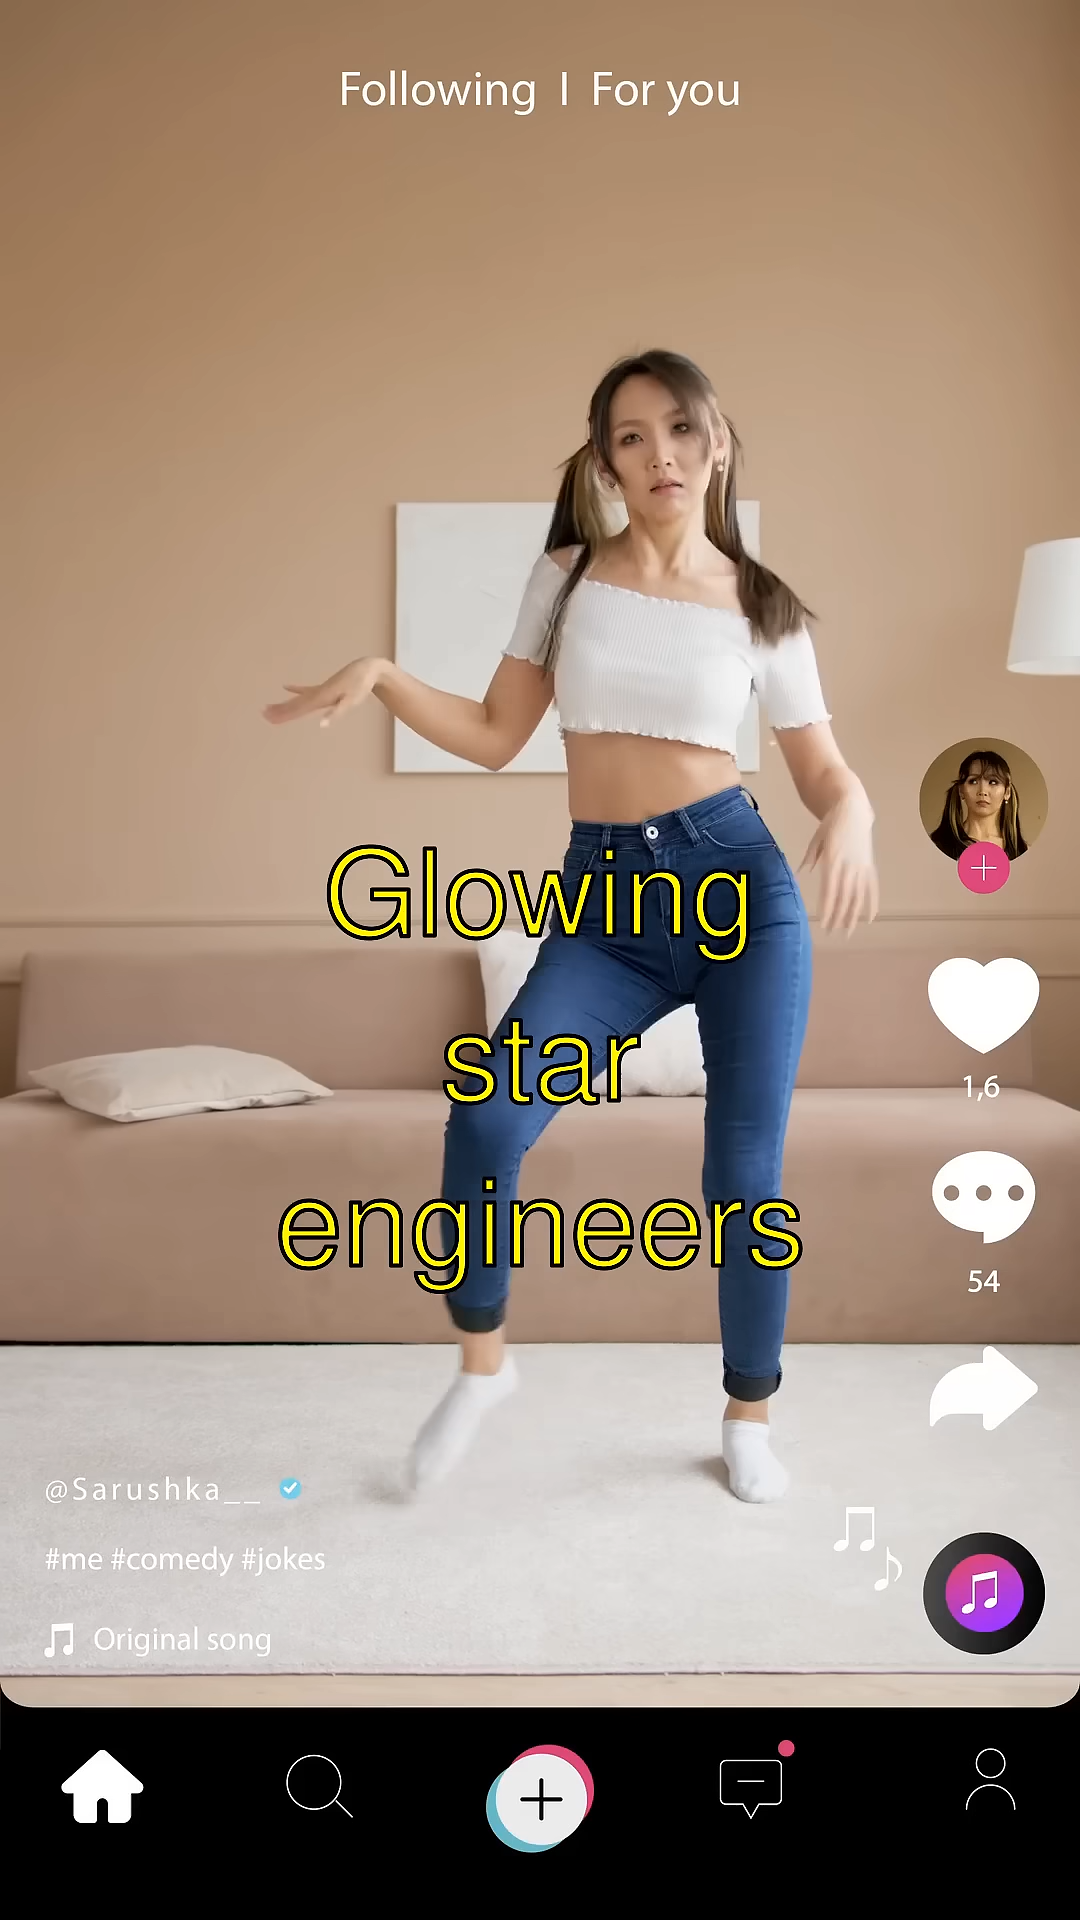 Following | For you
Glowing
star
engineers
1,6
54
@Sarushka__
#me #comedy #jokes
Original song